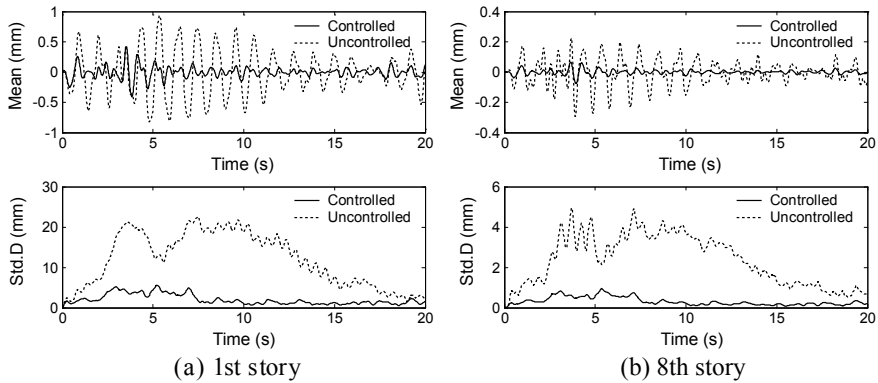 Mean (mm)
1
0.5
0
-0.5
-1
0 5 10 15 20
Time (s)
Controlled
Uncontrolled
Mean (mm)
0.4
0.2
0
-0.2
-0.4
0 5 10 15 20
Time (s)
Controlled
Uncontrolled
Std.D (mm)
30
20
10
0
0 5 10 15 20
Time (s)
Controlled
Uncontrolled
(a) 1st story
Std.D (mm)
6
4
2
0
0 5 10 15 20
Time (s)
Controlled
Uncontrolled
(b) 8th story